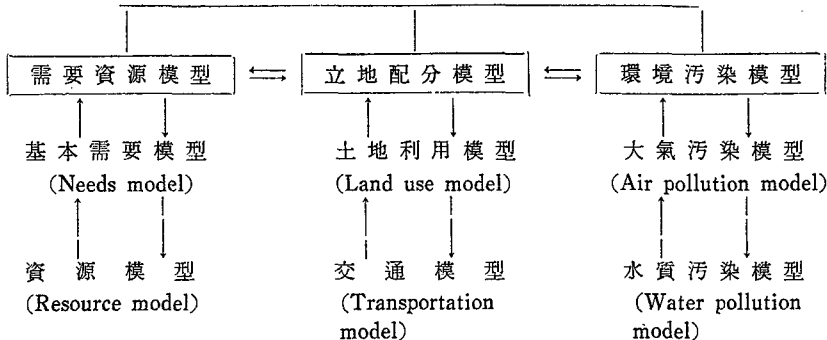 需要資源模型 立地配分模型 環境汚染模型
基本需要模型 土地利用模型 大氣汚染模型
(Needs model) (Land use model) (Air pollution model)
資源模型 交通模型 水質汚染模型
(Resource model) (Transportation model) (Water pollution model)